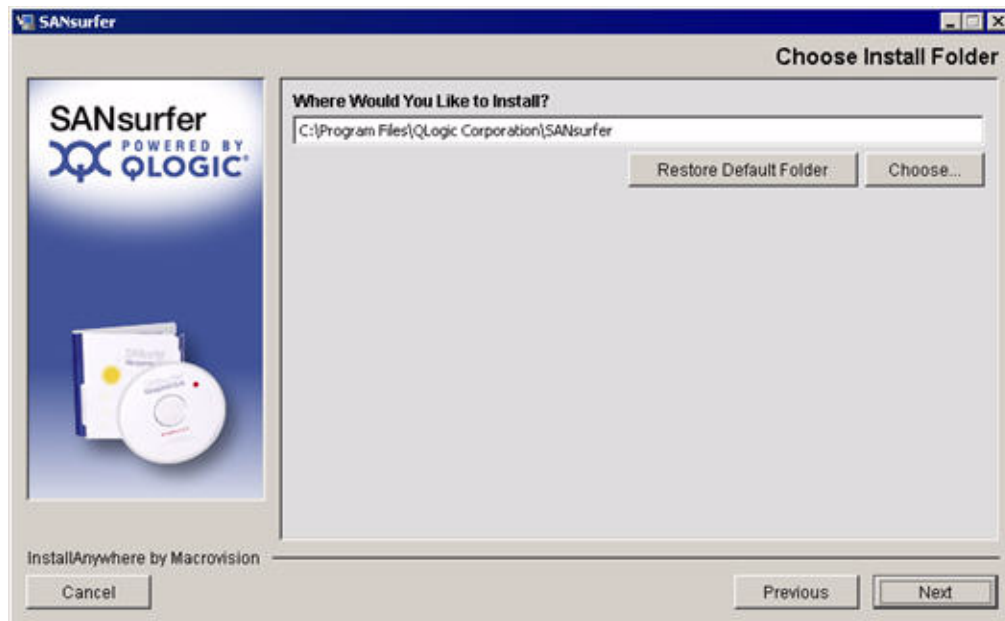 SANsurfer
Choose Install Folder
SANsurfer
POWERED BY
QLOGIC
Where Would You Like to Install?
C:\Program Files\QLogic Corporation\SANsurfer
Restore Default Folder
Choose...
InstallAnywhere by Macrovision
Cancel
Previous
Next